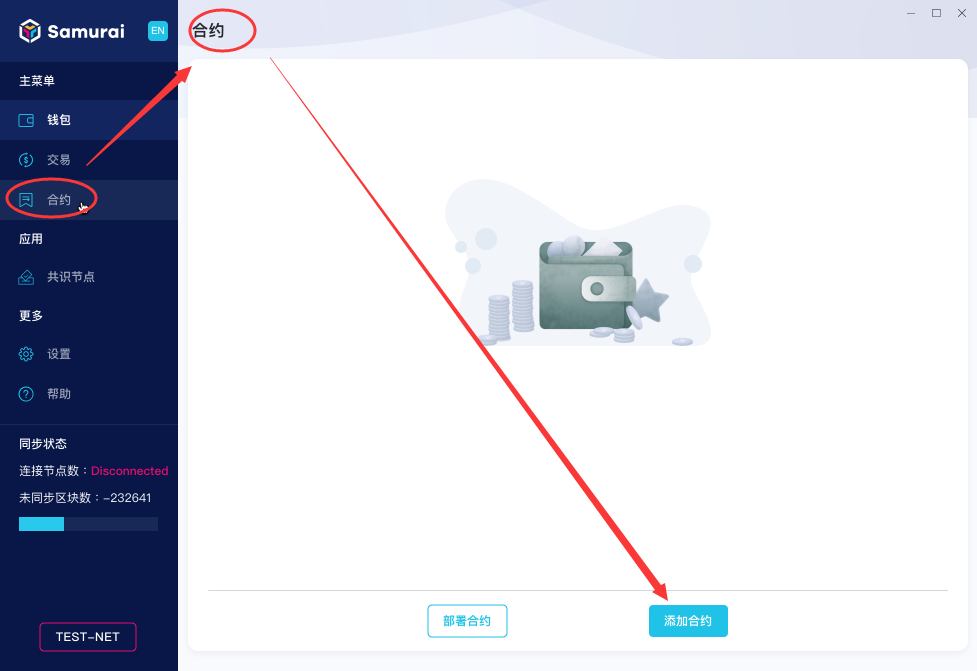 Samurai
EN
主菜单
钱包
交易
合约
应用
共识节点
更多
设置
帮助
同步状态
连接节点数：Disconnected
未同步区块数：-232641
TEST-NET
合约
部署合约
添加合约